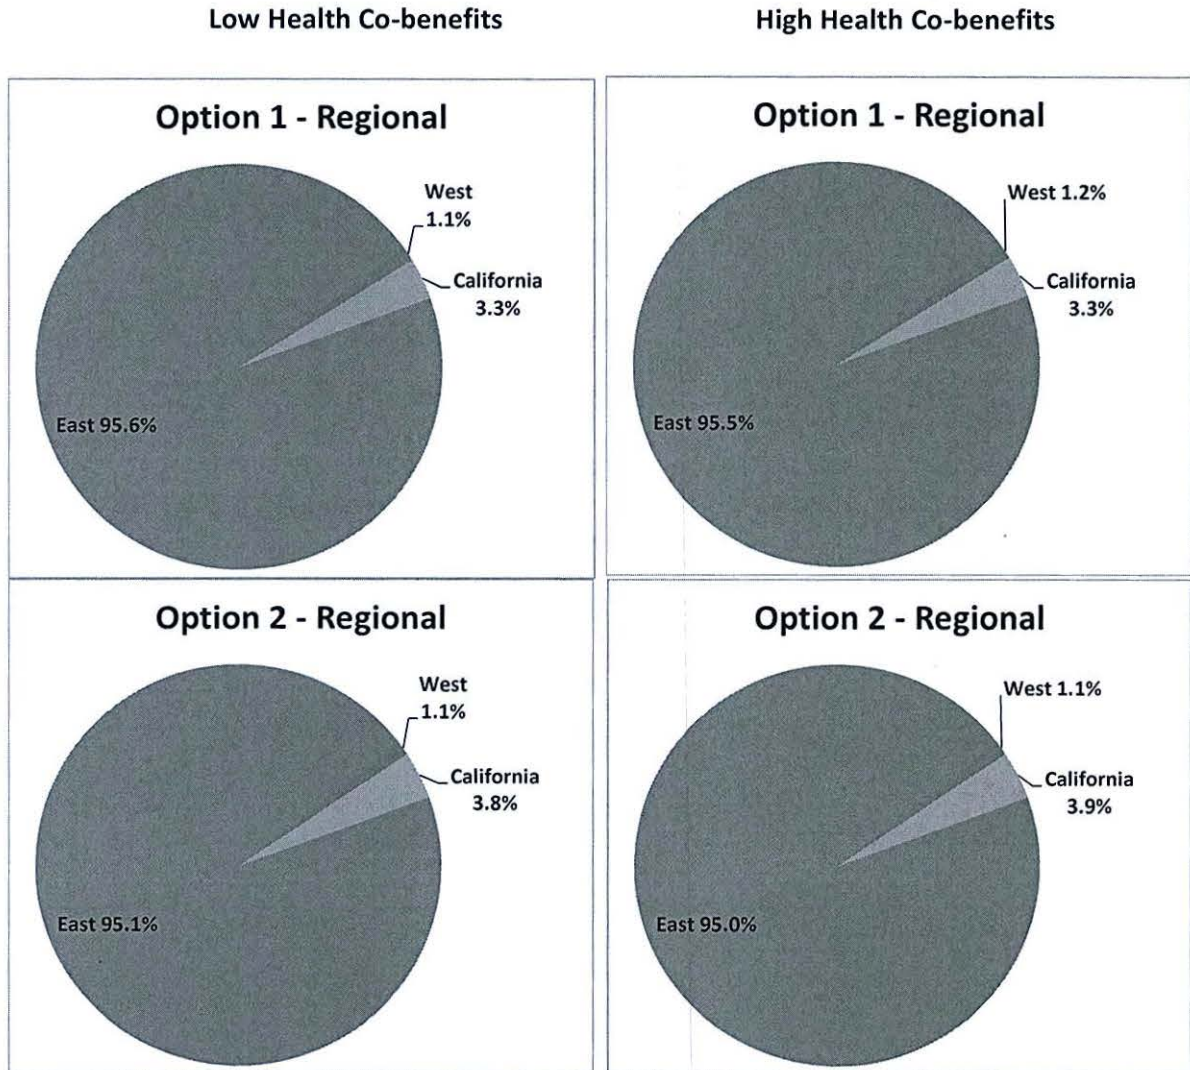 Low Health Co-benefits
High Health Co-benefits
Option 1 - Regional
West
1.1%
California
3.3%
East 95.6%
Option 1 - Regional
West 1.2%
California
3.3%
East 95.5%
Option 2 - Regional
West
1.1%
California
3.8%
East 95.1%
Option 2 - Regional
West 1.1%
California
3.9%
East 95.0%